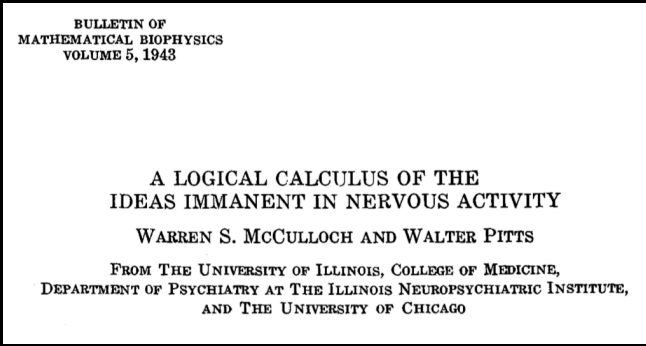 BULLETIN OF
MATHEMATICAL BIOPHYSICS
VOLUME 5, 1943
A LOGICAL CALCULUS OF THE
IDEAS IMMANENT IN NERVOUS ACTIVITY
WARREN S. MCCULLOCH AND WALTER PITTS
FROM THE UNIVERSITY OF ILLINOIS, COLLEGE OF MEDICINE,
DEPARTMENT OF PSYCHIATRY AT THE ILLINOIS NEUROPSYCHIATRIC INSTITUTE,
AND THE UNIVERSITY OF CHICAGO